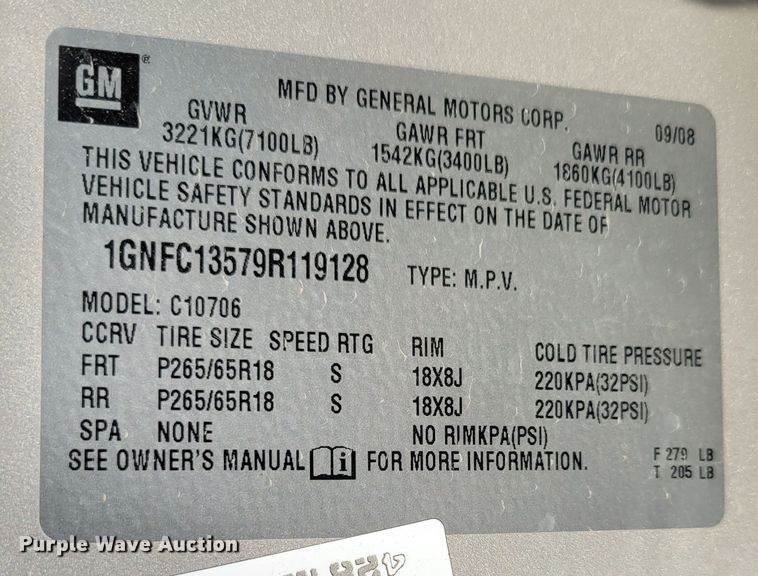 GM ®
MFD BY GENERAL MOTORS CORP. 09/08
GVWR GAWR FRT GAWR RR
3221KG(7100LB) 1542KG(3400LB) 1860KG(4100LB)
THIS VEHICLE CONFORMS TO ALL APPLICABLE U.S. FEDERAL MOTOR
VEHICLE SAFETY STANDARDS IN EFFECT ON THE DATE OF
MANUFACTURE SHOWN ABOVE.
1GNFC13579R119128 TYPE: M.P.V.
MODEL: C10706
CCRV TIRE SIZE SPEED RTG RIM COLD TIRE PRESSURE
FRT P265/65R18 S 18X8J 220KPA(32PSI)
RR P265/65R18 S 18X8J 220KPA(32PSI)
SPA NONE NO RIMKPA(PSI)
SEE OWNER'S MANUAL i FOR MORE INFORMATION.
F 279 LB
T 205 LB
Purple Wave Auction